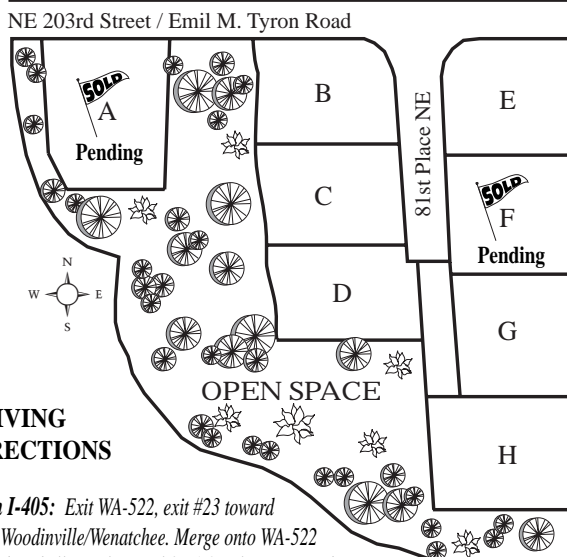 NE 203rd Street / Emil M. Tyron Road
B
E
SOLD
A
Pending
81st Place NE
C
SOLD
F
Pending
N
W E
S
D
G
OPEN SPACE
IVING
RECTIONS
H
I-405: Exit WA-522, exit #23 toward
Woodinville/Wenatchee. Merge onto WA-522